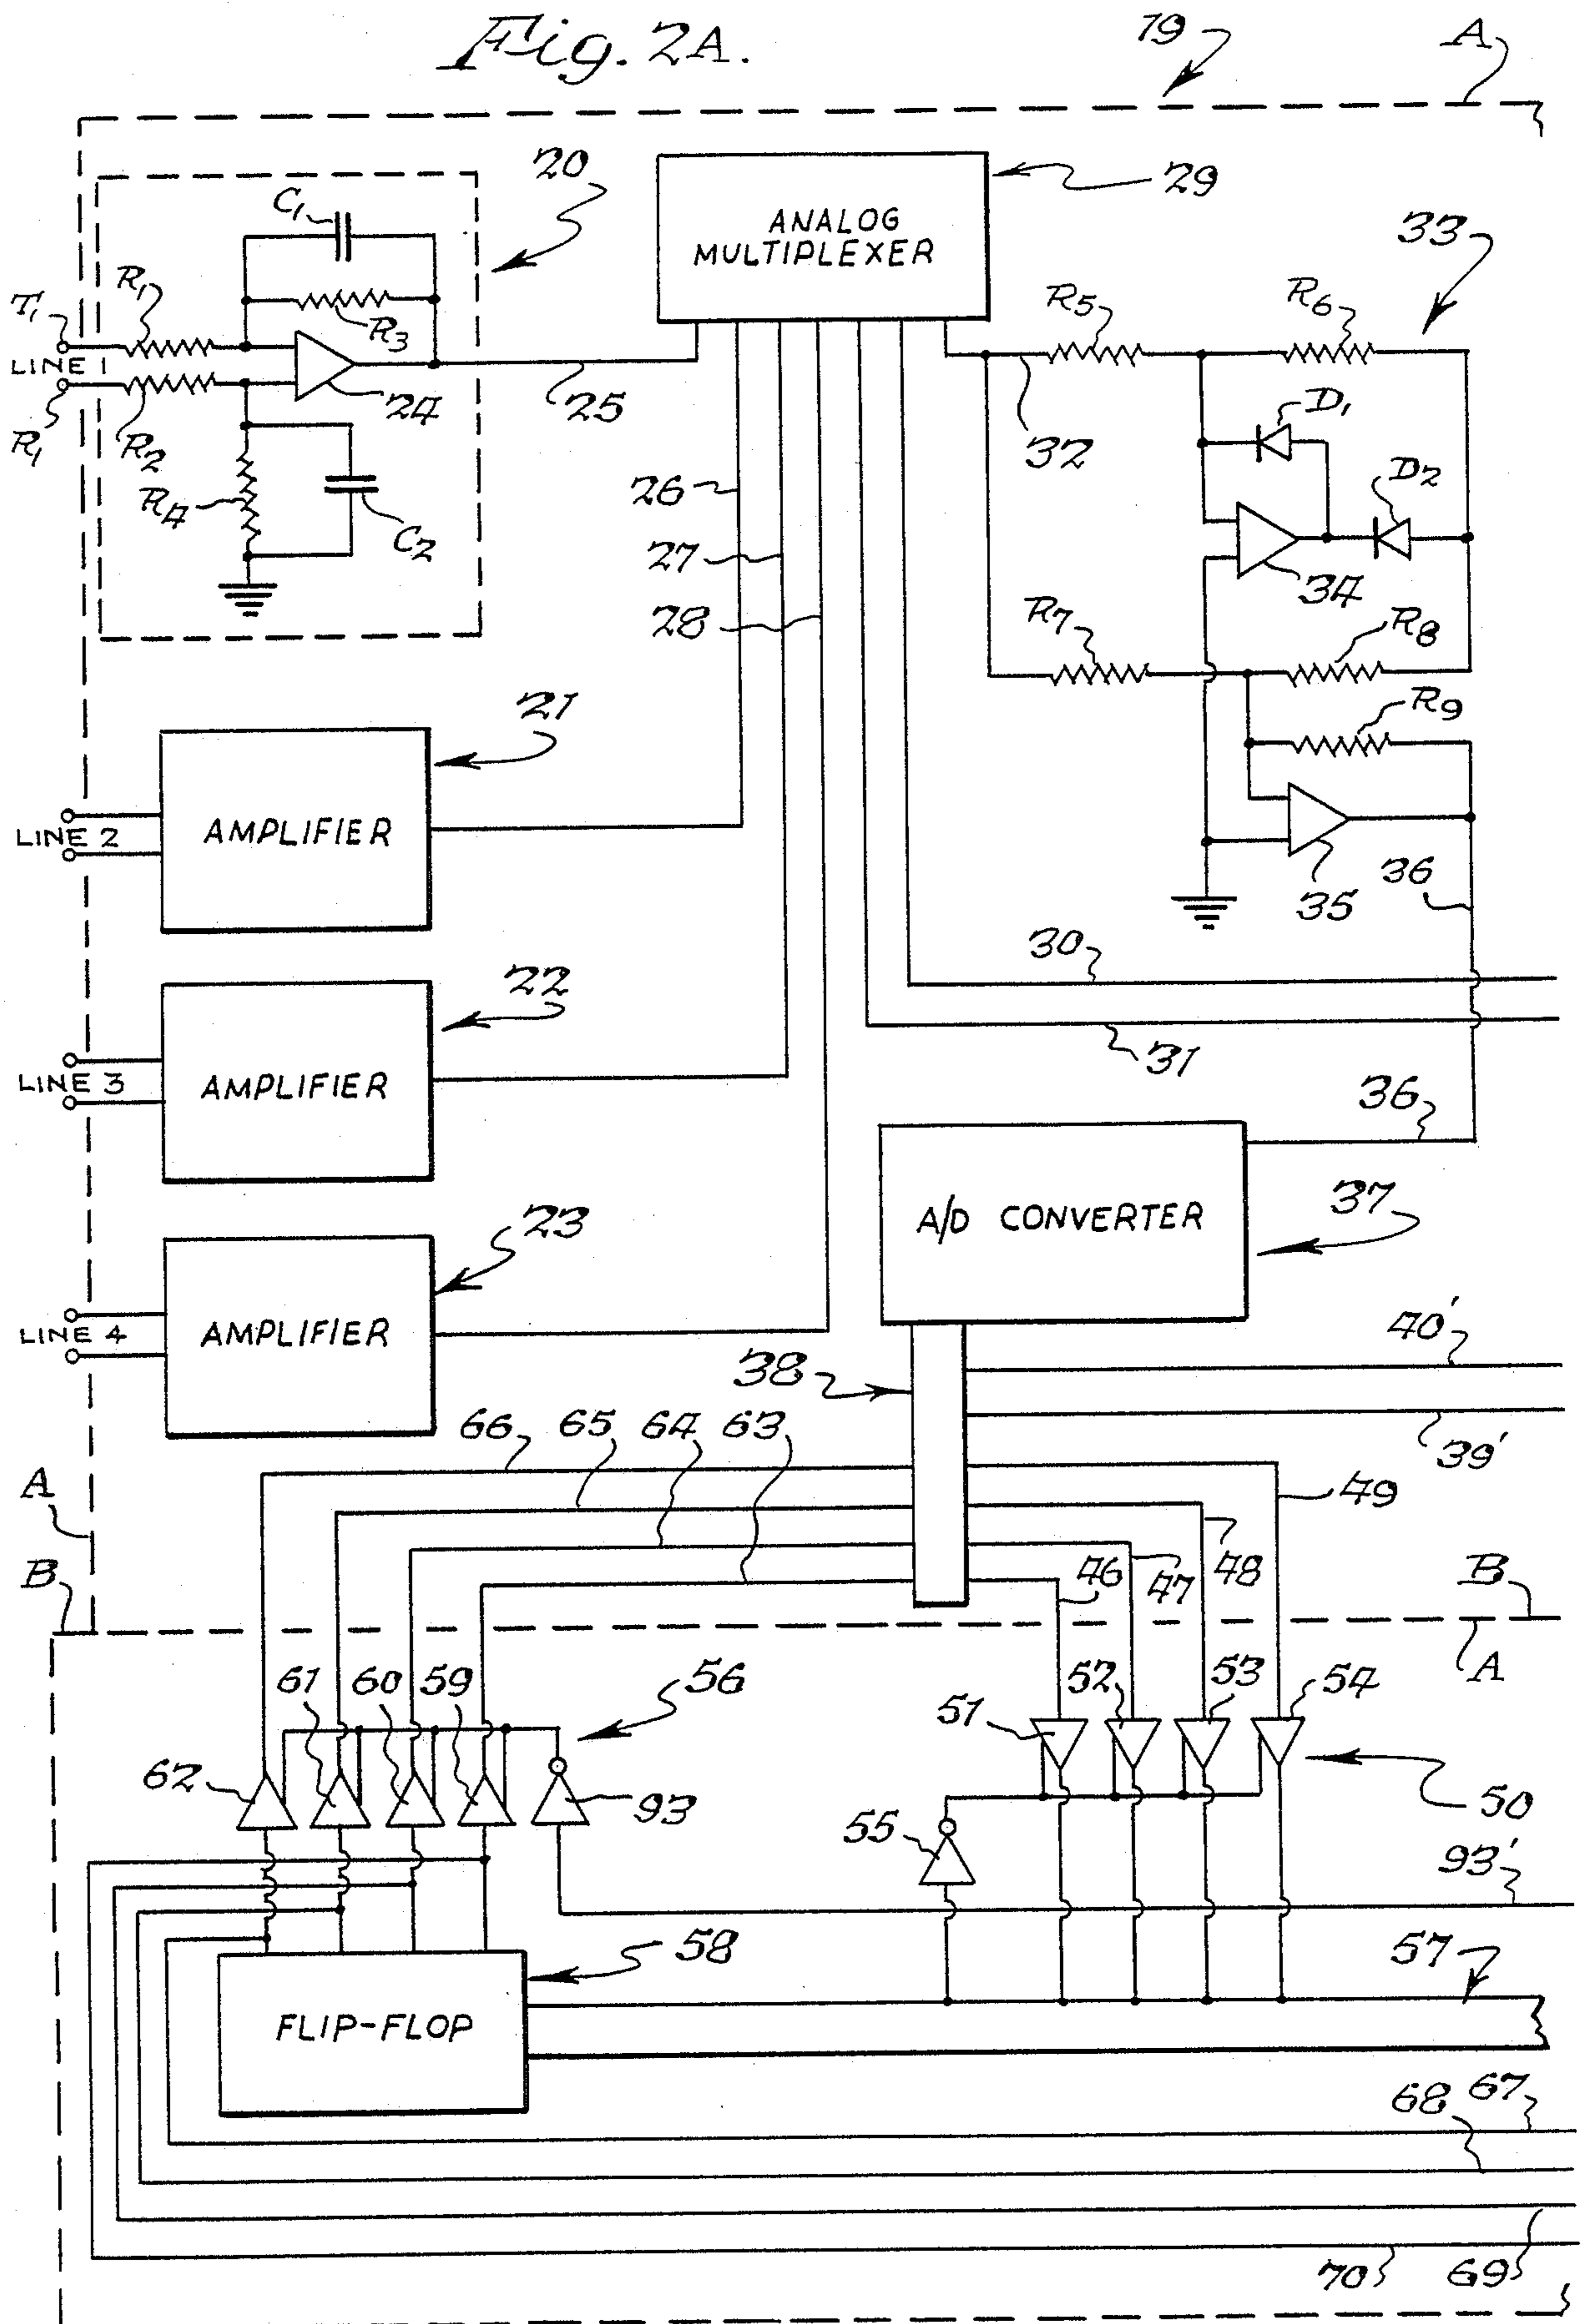 Fig. 2A.
19
A
20
C1
29
ANALOG
MULTIPLEXER
33
R1
T1
R3
R5
R6
LINE 1
24
25
32
D1
R1
R2
R4
C2
26
D2
27
34
28
R7
R8
21
R9
LINE 2
AMPLIFIER
35
36
30
22
LINE 3
AMPLIFIER
31
36
23
A/D CONVERTER
37
LINE 4
AMPLIFIER
38
40'
66
65
64
63
39'
A
49
B
46
47
48
B
A
61
60
59
56
51
52
53
54
62
93
55
50
93'
58
57
FLIP-FLOP
68
67
70
69